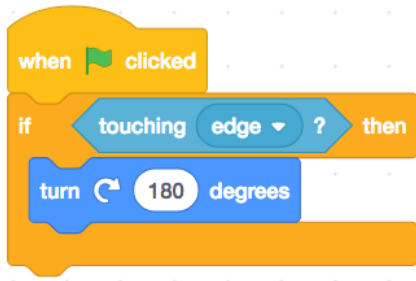 when clicked
if touching edge ? then
turn 180 degrees